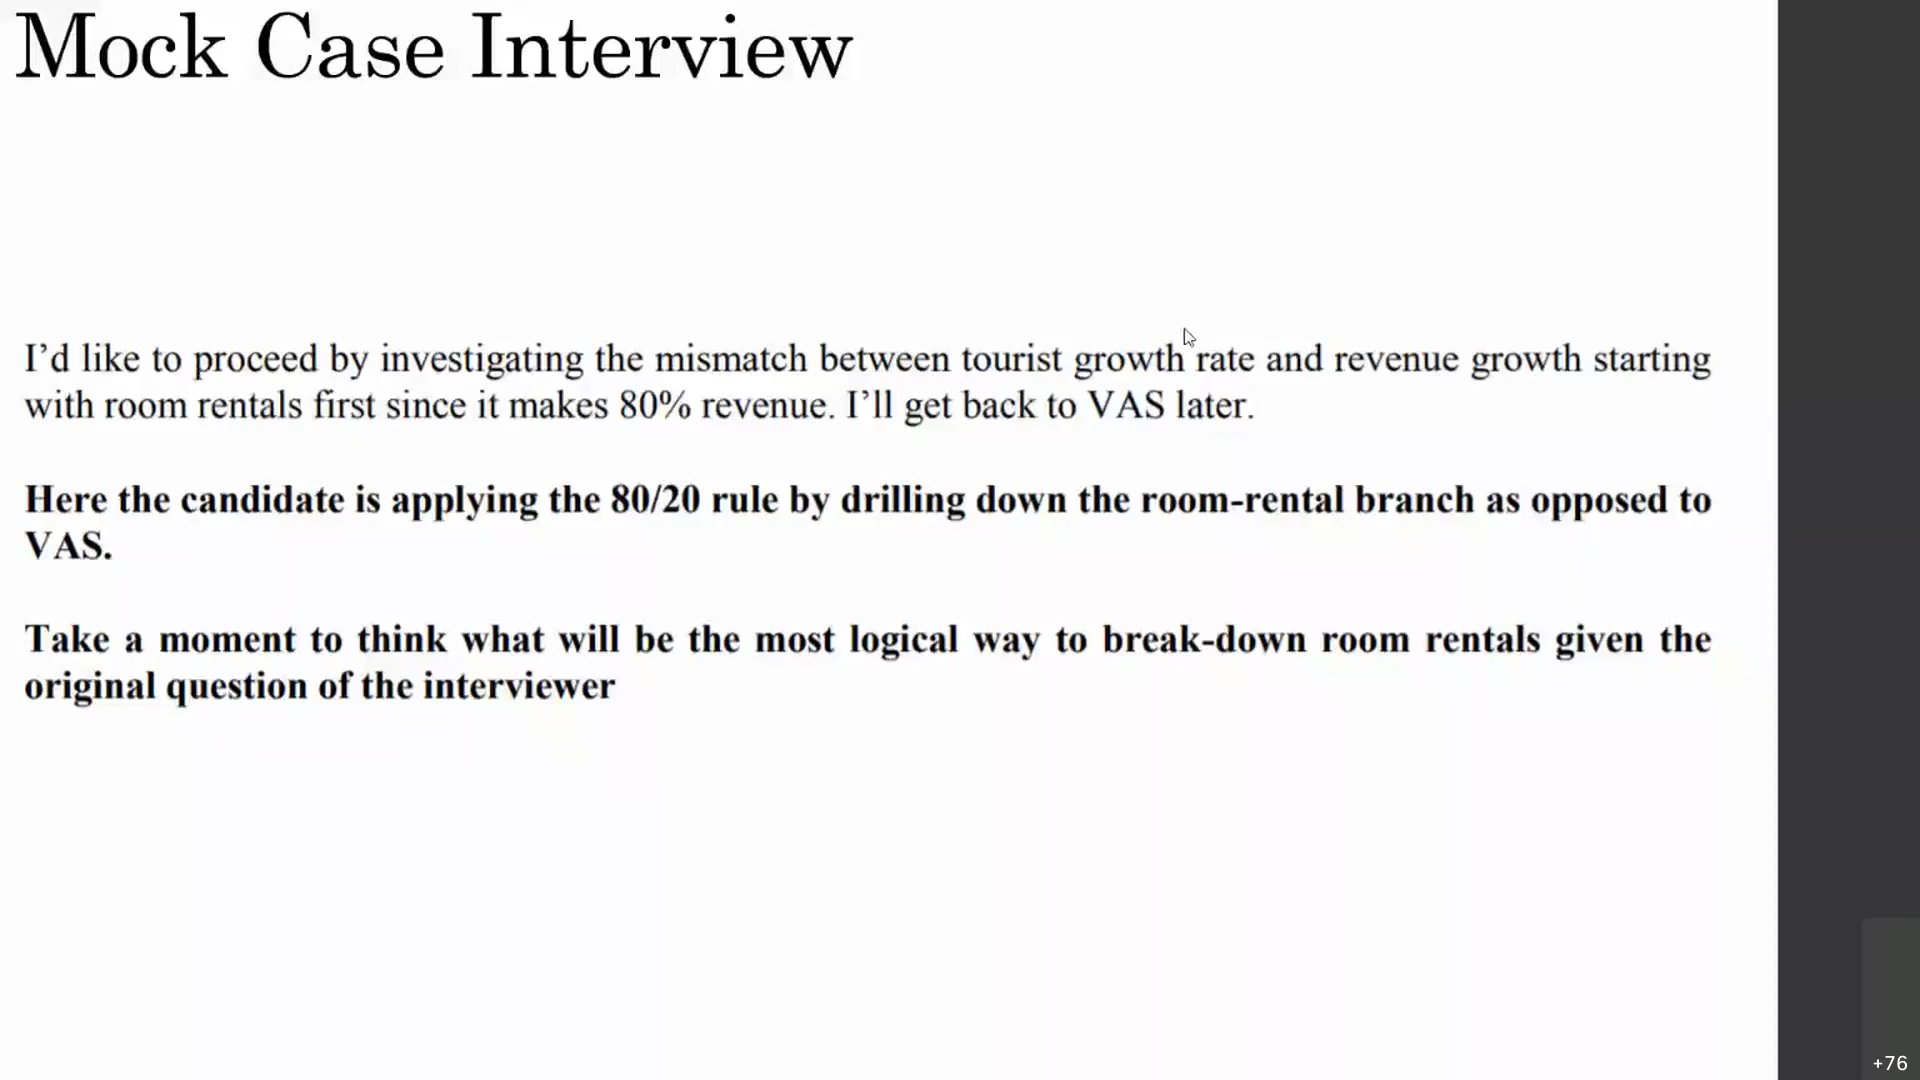 Mock Case Interview
I’d like to proceed by investigating the mismatch between tourist growth rate and revenue growth starting
with room rentals first since it makes 80% revenue. I’ll get back to VAS later.
Here the candidate is applying the 80/20 rule by drilling down the room-rental branch as opposed to
VAS.
Take a moment to think what will be the most logical way to break-down room rentals given the
original question of the interviewer
+76